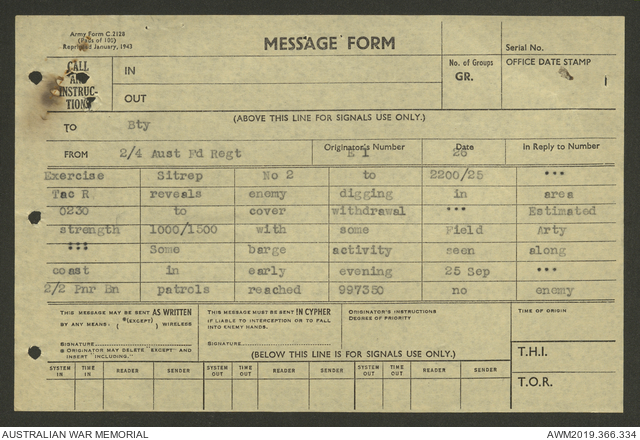 Army Form C.2128
(Pads of 100)
Reprinted January, 1943
MESSAGE FORM
Serial No.
CALL AND INSTRUC-TIONS
IN
OUT
No. of Groups
GR.
OFFICE DATE STAMP
(ABOVE THIS LINE FOR SIGNALS USE ONLY.)
TO Bty
FROM 2/4 Aust Fd Regt Originator's Number E 1 Date 26 In Reply to Number
Exercise Sitrep No 2 to 2200/25 ***
Tac R reveals enemy digging in area
0230 to cover withdrawal *** Estimated
strength 1000/1500 with some Field Arty
*** Some barge activity seen along
coast in early evening 25 Sep ***
2/2 Pnr Bn patrols reached 997350 no enemy
THIS MESSAGE MAY BE SENT AS WRITTEN
BY ANY MEANS. ( *(EXCEPT) ) WIRELESS
SIGNATURE
* ORIGINATOR MAY DELETE "EXCEPT" AND
INSERT "INCLUDING."
THIS MESSAGE MUST BE SENT IN CYPHER
IF LIABLE TO INTERCEPTION OR TO FALL
INTO ENEMY HANDS.
SIGNATURE
ORIGINATOR'S INSTRUCTIONS
DEGREE OF PRIORITY
TIME OF ORIGIN
(BELOW THIS LINE IS FOR SIGNALS USE ONLY.)
T.H.I.
T.O.R.
SYSTEM IN TIME IN READER SENDER SYSTEM OUT TIME OUT READER SENDER SYSTEM OUT TIME OUT READER SENDER
AUSTRALIAN WAR MEMORIAL
AWM2019.366.334